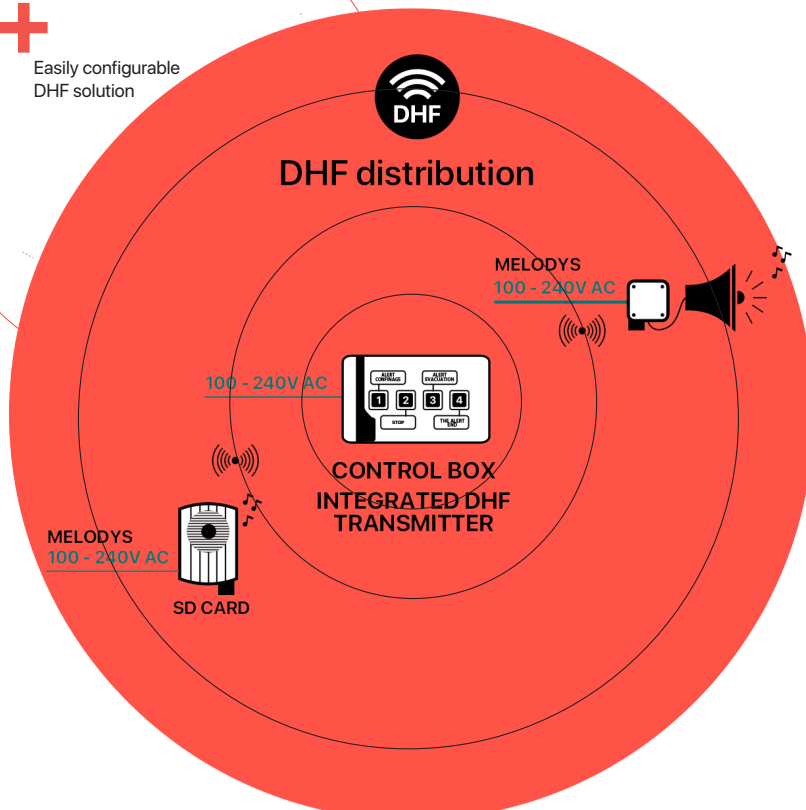 Easily configurable
DHF solution
DHF
DHF distribution
MELODYS
100 - 240V AC
100 - 240V AC
ALERT
CONFINAGE
ALERT
EVACUATION
1
2
3
4
STOP
THE ALERT
END
CONTROL BOX
INTEGRATED DHF
TRANSMITTER
MELODYS
100 - 240V AC
SD CARD